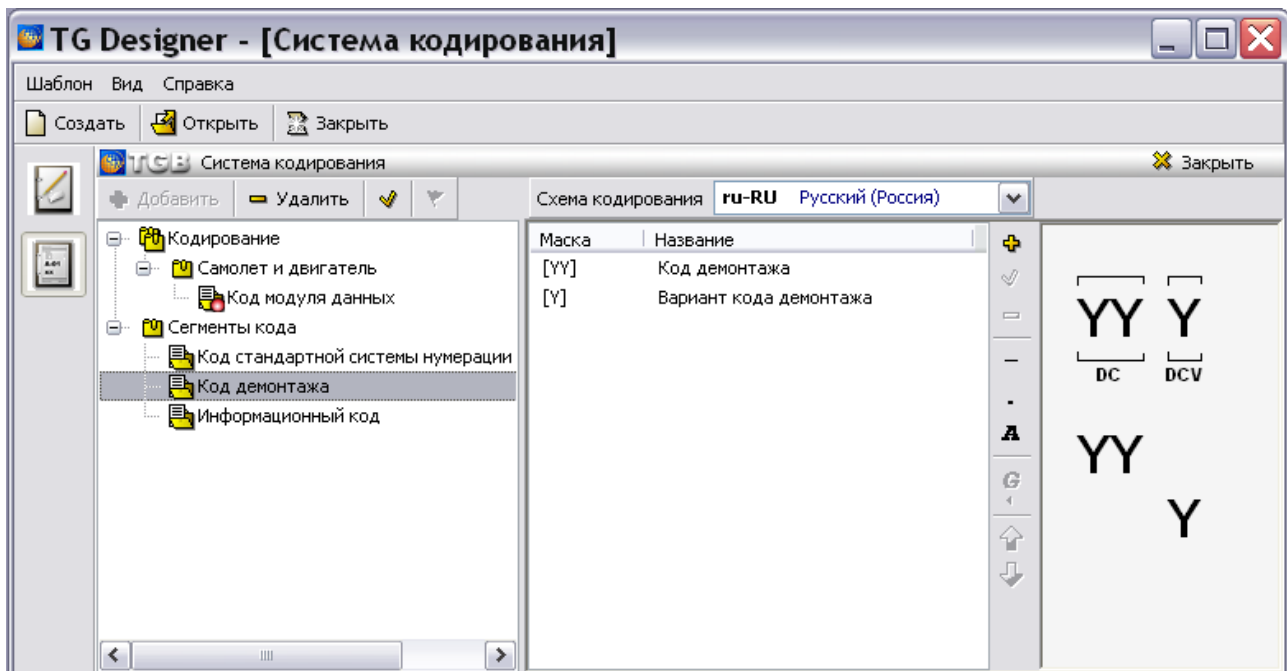 TG Designer - [Система кодирования]
Шаблон Вид Справка
Создать Открыть Закрыть
TGB Система кодирования Закрыть
Добавить Удалить Схема кодирования ru-RU Русский (Россия)
Кодирование
Самолет и двигатель
Код модуля данных
Сегменты кода
Код стандартной системы нумерации
Код демонтажа
Информационный код
Маска Название
[YY] Код демонтажа
[Y] Вариант кода демонтажа
A
G
YY Y
DC DCV
YY
Y